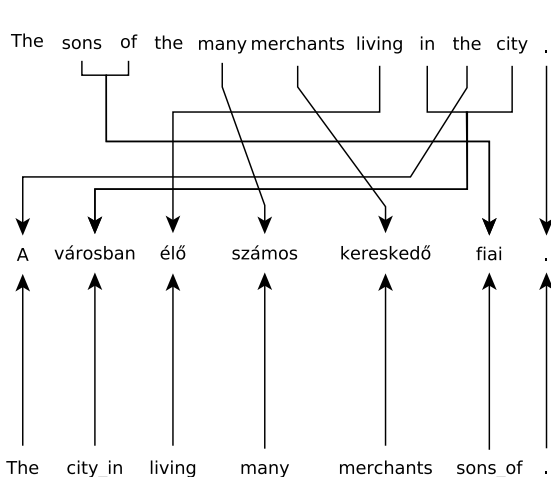 The sons of the many merchants living in the city .
A városban élő számos kereskedő fiai .
The city_in living many merchants sons_of .